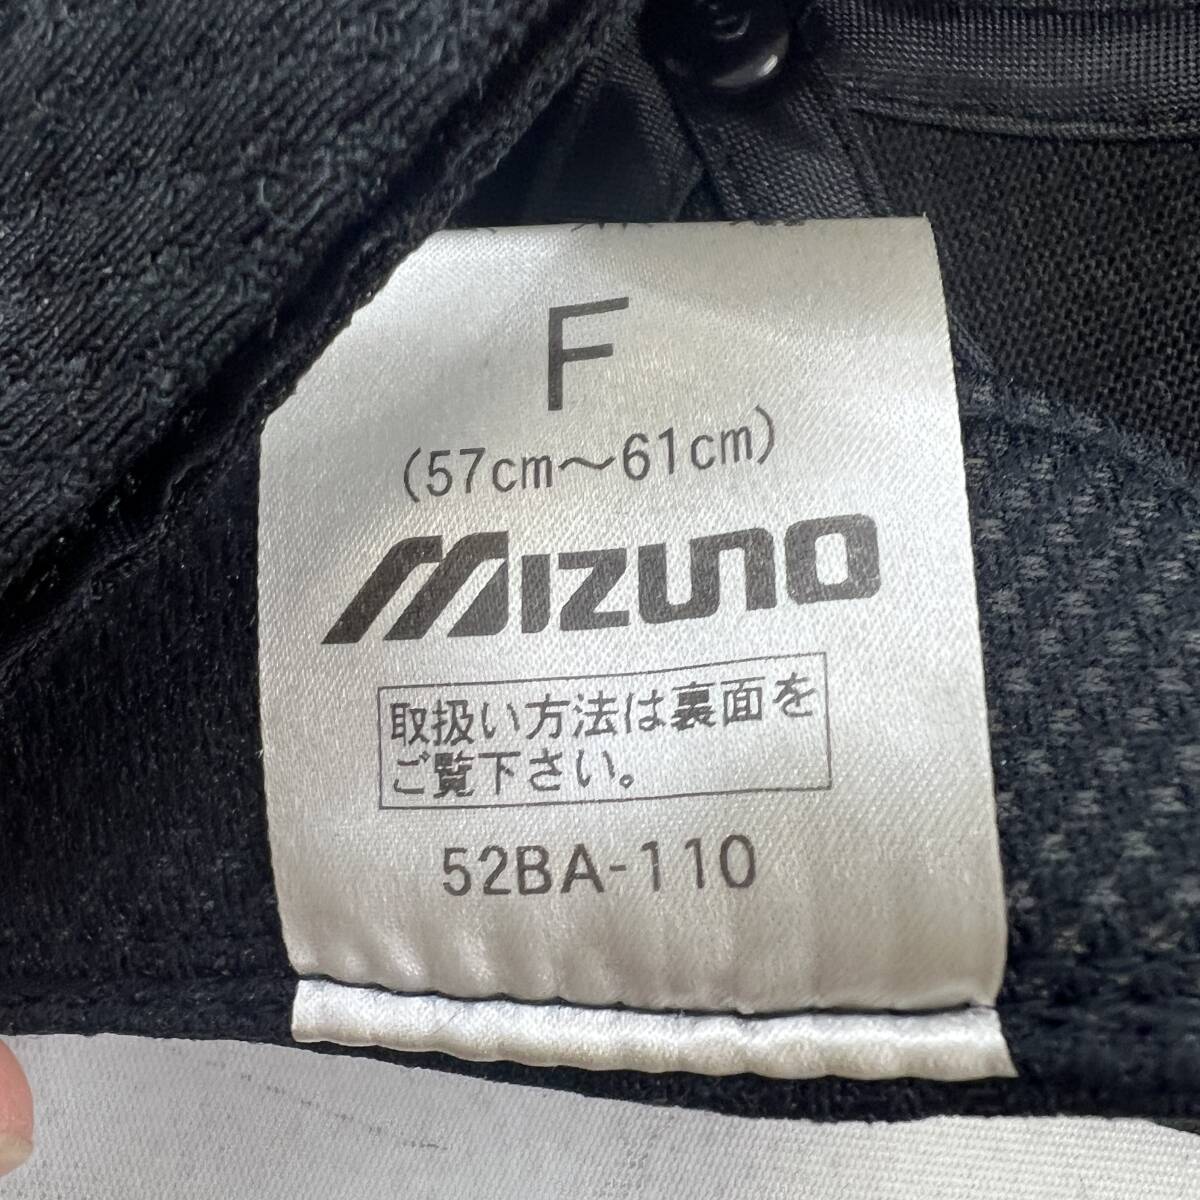 F
(57cm～61cm)
MIZUNO
取扱い方法は裏面を
ご覧下さい。
52BA-110